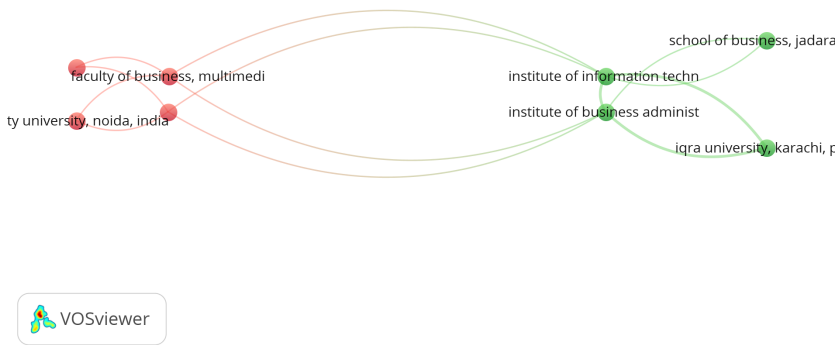 school of business, jadara
faculty of business, multimedi
institute of information techn
institute of business administ
ty university, noida, india
iqra university, karachi, p
VOSviewer